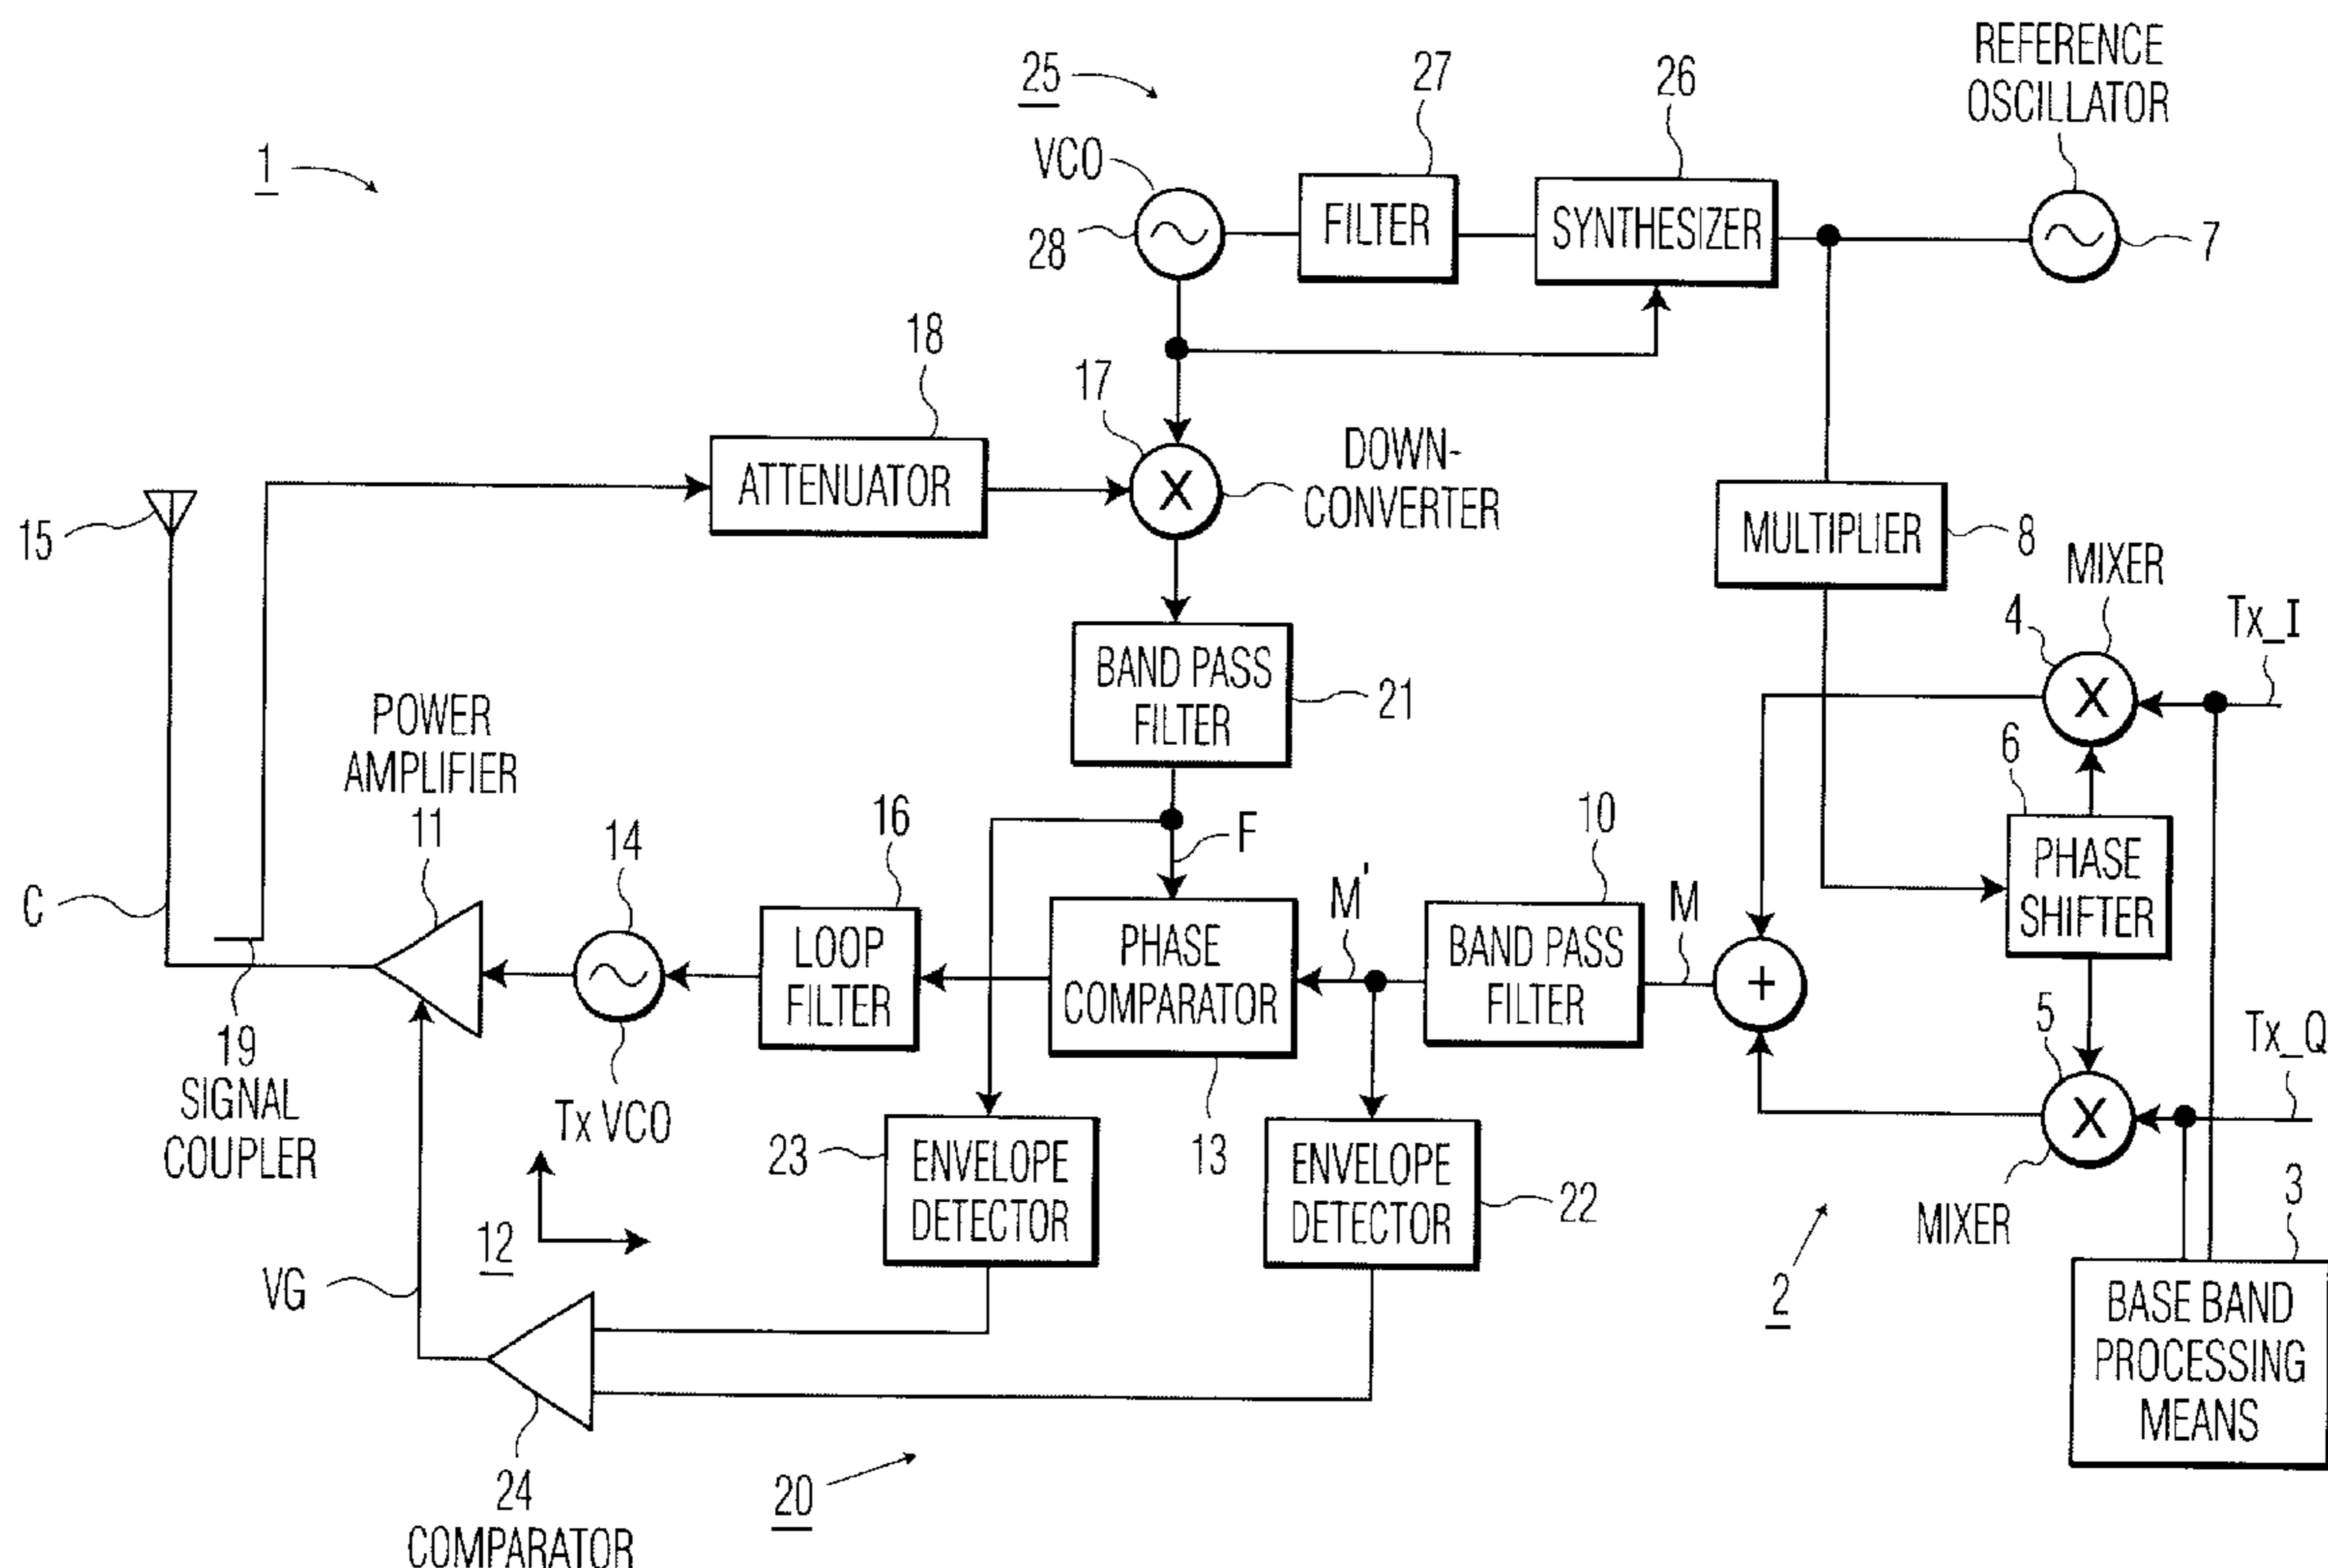 REFERENCE
OSCILLATOR
25
27
26
VCO
1
28
FILTER
SYNTHESIZER
7
18
17
DOWN-
CONVERTER
15
ATTENUATOR
X
MULTIPLIER
8
MIXER
4
Tx_I
BAND PASS
FILTER
21
X
POWER
AMPLIFIER
11
6
14
16
F
10
C
M'
M
PHASE
SHIFTER
LOOP
FILTER
PHASE
COMPARATOR
BAND PASS
FILTER
+
19
SIGNAL
COUPLER
Tx VCO
13
5
Tx_Q
X
23
ENVELOPE
DETECTOR
ENVELOPE
DETECTOR
22
MIXER
3
12
VG
2
BASE BAND
PROCESSING
MEANS
24
COMPARATOR
20